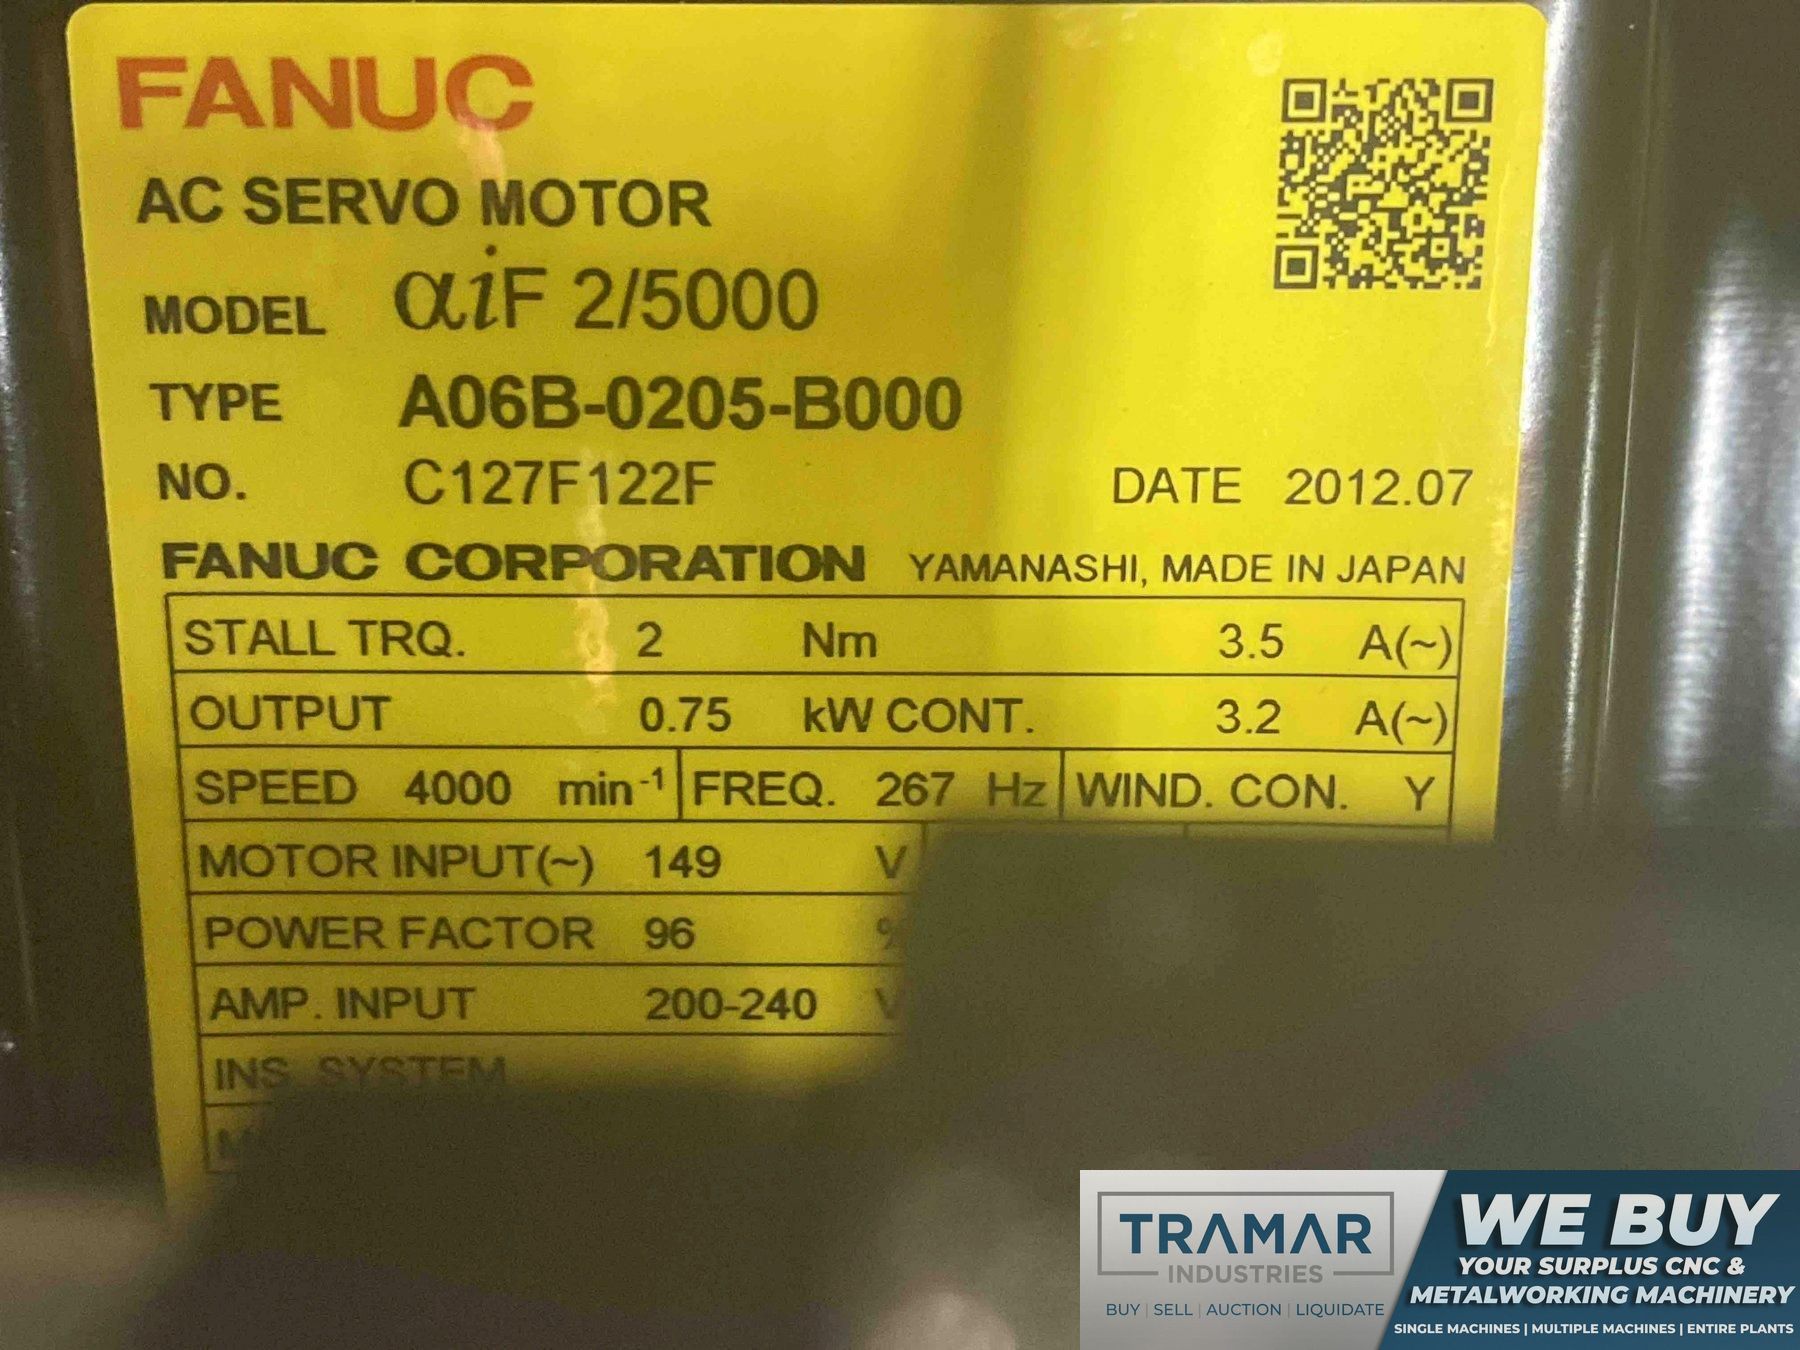 FANUC
AC SERVO MOTOR
MODEL αiF 2/5000
TYPE A06B-0205-B000
NO. C127F122F DATE 2012.07
FANUC CORPORATION YAMANASHI, MADE IN JAPAN
STALL TRQ. 2 Nm 3.5 A(~)
OUTPUT 0.75 kW CONT. 3.2 A(~)
SPEED 4000 min-1 FREQ. 267 Hz WIND. CON. Y
MOTOR INPUT(~) 149 V
POWER FACTOR 96 %
AMP. INPUT 200-240 V
INS. SYSTEM
TRAMAR
INDUSTRIES
BUY | SELL | AUCTION | LIQUIDATE
WE BUY
YOUR SURPLUS CNC &
METALWORKING MACHINERY
SINGLE MACHINES | MULTIPLE MACHINES | ENTIRE PLANTS